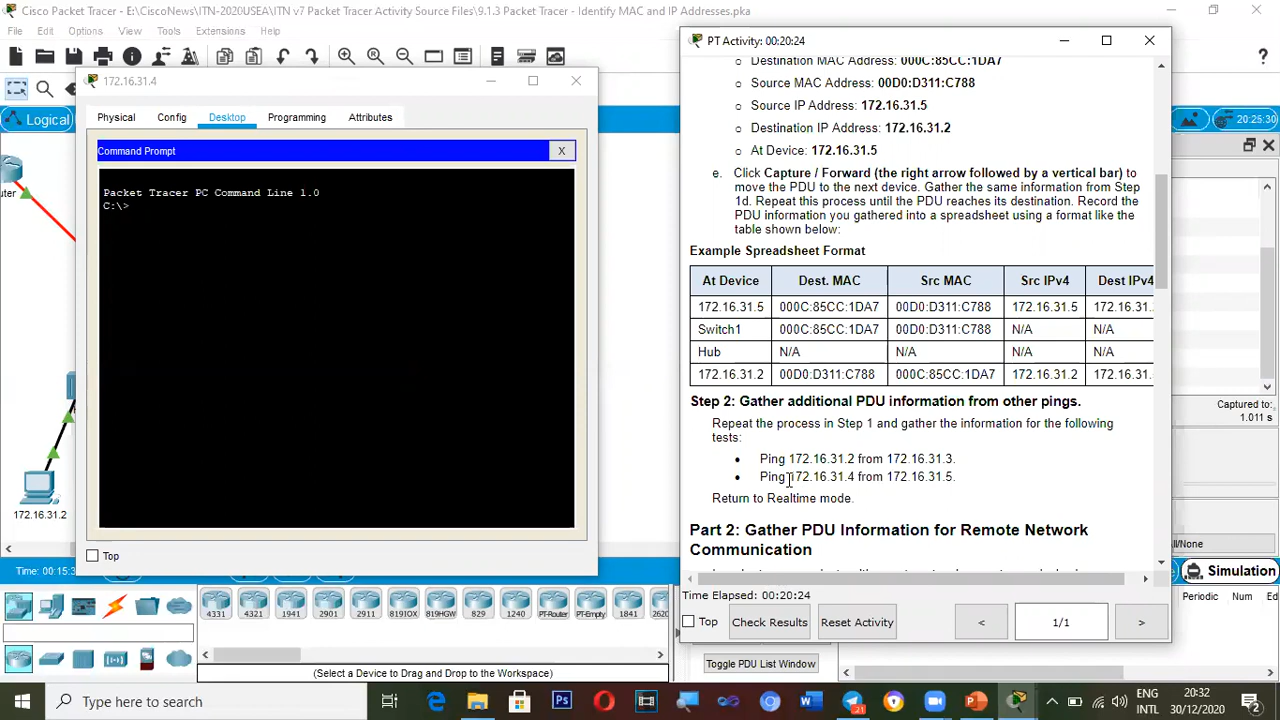 Cisco Packet Tracer - E:\CiscoNews\ITN-2020USEA\ITN v7 Packet Tracer Activity Source Files\9.1.3 Packet Tracer - Identify MAC and IP Addresses.pka
File Edit Options View Tools Extensions Help
Logical
20:25:30
172.16.31.4
Physical Config Desktop Programming Attributes
Command Prompt X
Packet Tracer PC Command Line 1.0
C:\>
Top
172.16.31.2
PT Activity: 00:20:24
o Destination MAC Address: 000C:85CC:1DA7
o Source MAC Address: 00D0:D311:C788
o Source IP Address: 172.16.31.5
o Destination IP Address: 172.16.31.2
o At Device: 172.16.31.5
e. Click Capture / Forward (the right arrow followed by a vertical bar) to
move the PDU to the next device. Gather the same information from Step
1d. Repeat this process until the PDU reaches its destination. Record the
PDU information you gathered into a spreadsheet using a format like the
table shown below:
Example Spreadsheet Format
At Device Dest. MAC Src MAC Src IPv4 Dest IPv4
172.16.31.5 000C:85CC:1DA7 00D0:D311:C788 172.16.31.5 172.16.31.
Switch1 000C:85CC:1DA7 00D0:D311:C788 N/A N/A
Hub N/A N/A N/A N/A
172.16.31.2 00D0:D311:C788 000C:85CC:1DA7 172.16.31.2 172.16.31.
Step 2: Gather additional PDU information from other pings.
Repeat the process in Step 1 and gather the information for the following
tests:
• Ping 172.16.31.2 from 172.16.31.3.
• Ping 172.16.31.4 from 172.16.31.5.
Return to Realtime mode.
Part 2: Gather PDU Information for Remote Network
Communication
Time Elapsed: 00:20:24
Top Check Results Reset Activity < 1/1 >
Captured to:
1.011 s
All/None
Time: 00:15:3
Simulation
4331 4321 1941 2901 2911 819IOX 819HGW 829 1240 PT-Router PT-Empty 1841 2620
(Select a Device to Drag and Drop to the Workspace)
Toggle PDU List Window
Periodic Num Ed
Type here to search
21
ENG
INTL
20:32
30/12/2020